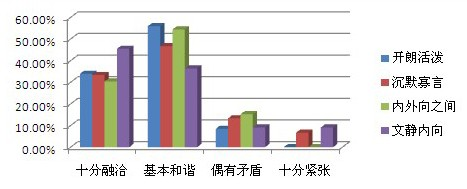 60.00%
50.00%
40.00%
30.00%
20.00%
10.00%
0.00%
十分融洽 基本和谐 偶有矛盾 十分紧张
开朗活泼
沉默寡言
内外向之间
文静内向